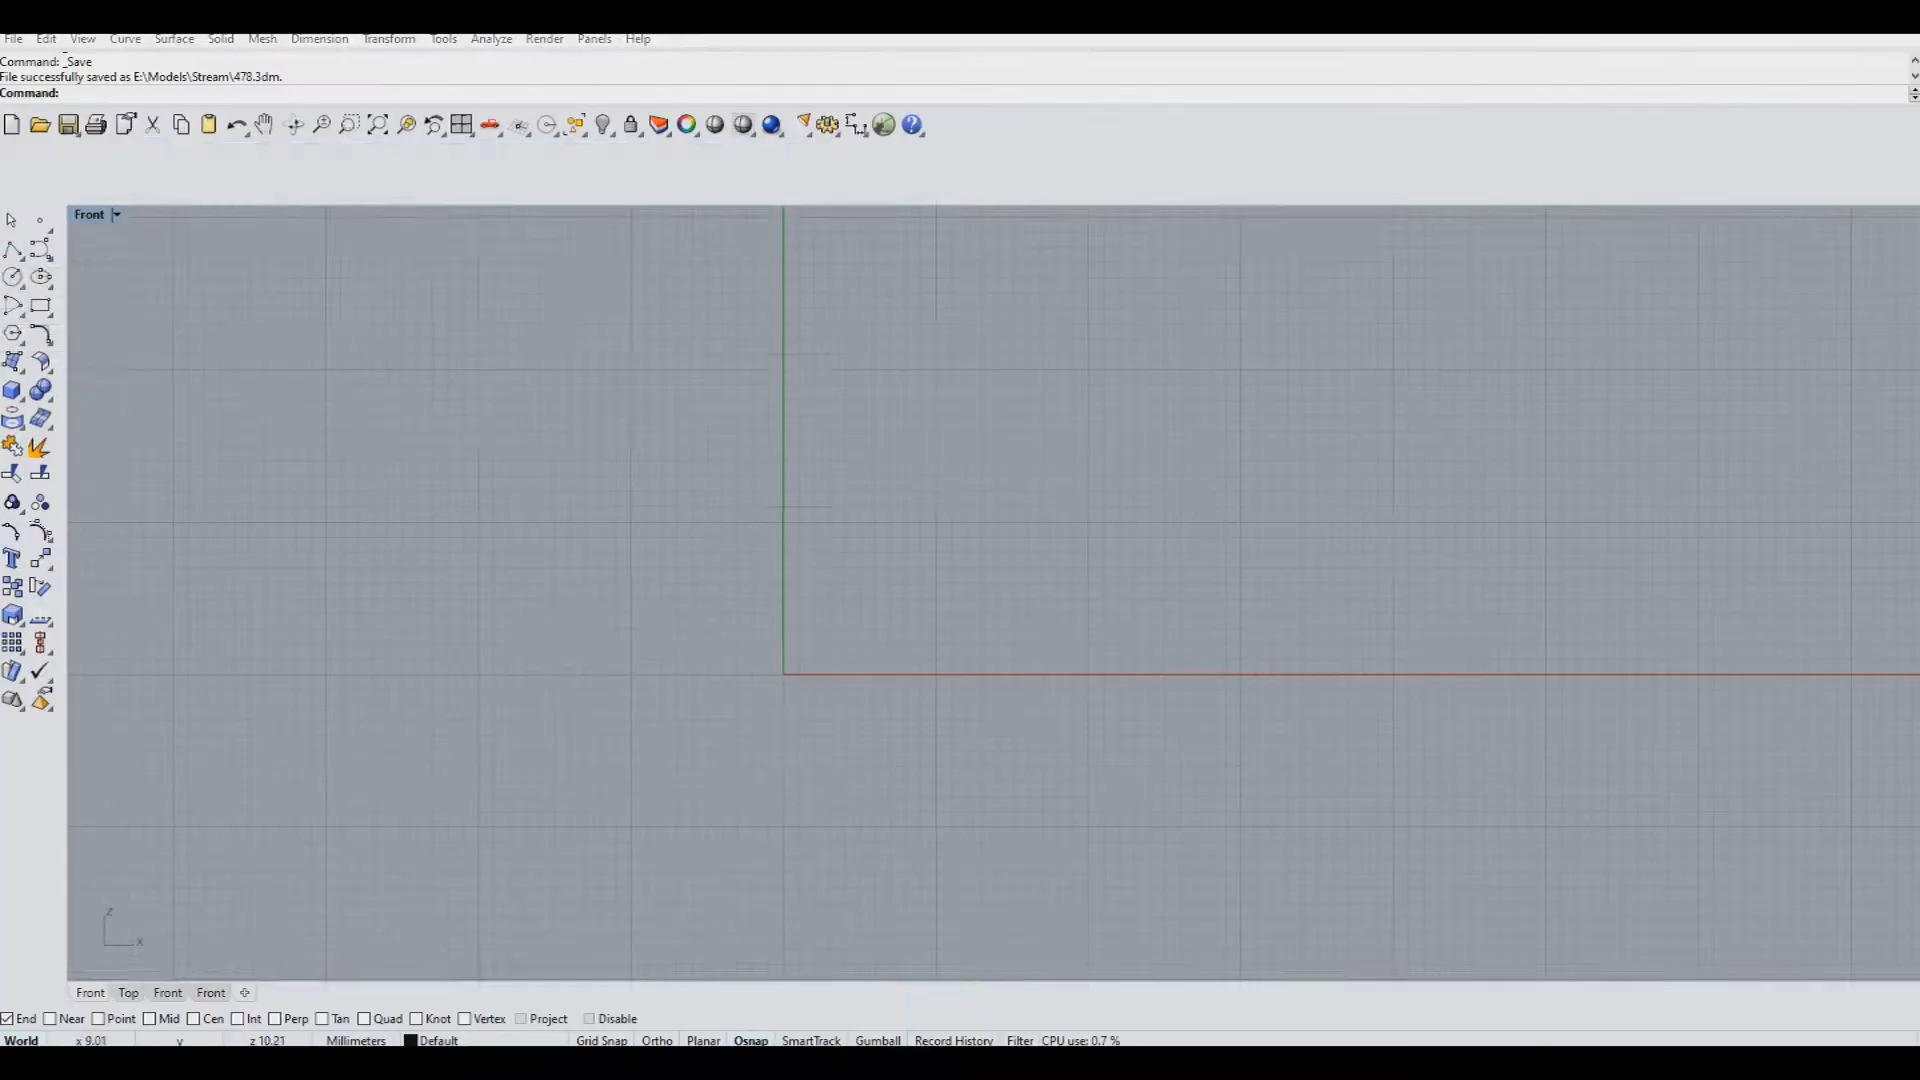 File Edit View Curve Surface Solid Mesh Dimension Transform Tools Analyze Render Panels Help
Command: _Save
File successfully saved as E:\Models\Stream\478.3dm.
Command:
Front
z
x
Front Top Front Front
End Near Point Mid Cen Int Perp Tan Quad Knot Vertex Project Disable
World x 9.01 y z 10.21 Millimeters Default Grid Snap Ortho Planar Osnap SmartTrack Gumball Record History Filter CPU use: 0.7 %